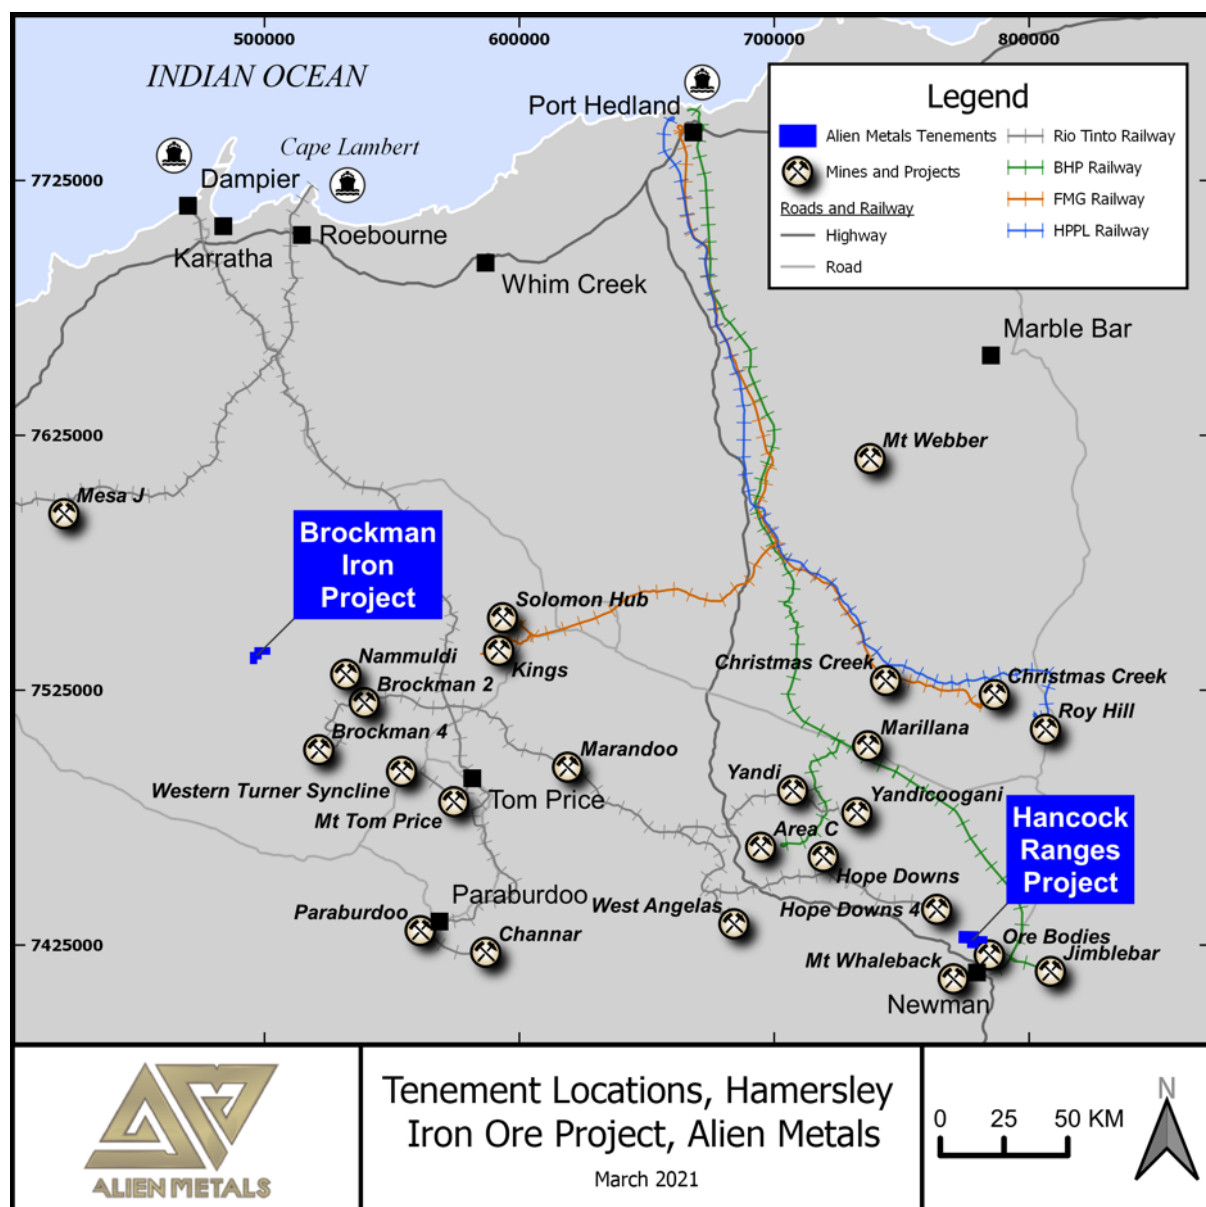 500000
600000
700000
800000
INDIAN OCEAN
Port Hedland
Cape Lambert
Dampier
7725000
Karratha
Roebourne
Whim Creek
Legend
Alien Metals Tenements
Mines and Projects
Roads and Railway
Highway
Road
Rio Tinto Railway
BHP Railway
FMG Railway
HPPL Railway
Marble Bar
7625000
Mt Webber
Mesa J
Brockman
Iron
Project
Solomon Hub
Kings
Nammuldi
Christmas Creek
Christmas Creek
7525000
Brockman 2
Roy Hill
Brockman 4
Marillana
Marandoo
Yandi
Western Turner Syncline
Yandicoogani
Tom Price
Mt Tom Price
Area C
Hancock
Ranges
Project
Hope Downs
Paraburdoo
Paraburdoo
West Angelas
Hope Downs 4
Channar
7425000
Ore Bodies
Mt Whaleback
Jimblebar
Newman
ALIEN METALS
Tenement Locations, Hamersley
Iron Ore Project, Alien Metals
March 2021
0 25 50 KM
N